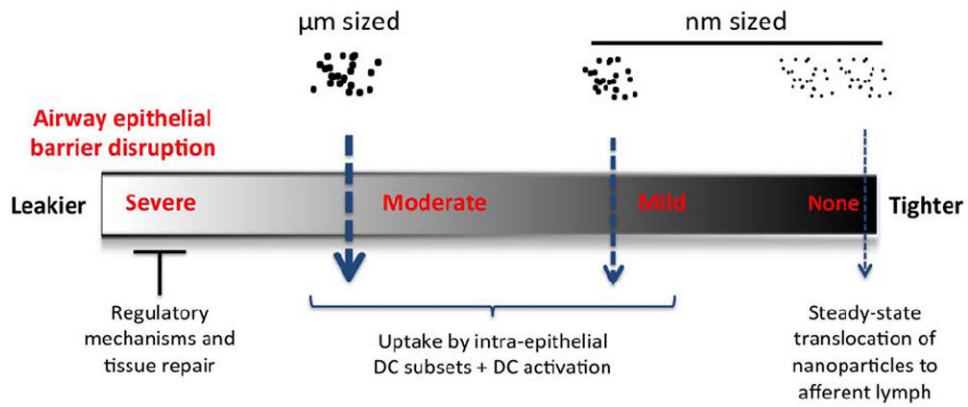 μm sized
nm sized
Airway epithelial
barrier disruption
Leakier
Severe
Moderate
Mild
None
Tighter
Regulatory
mechanisms and
tissue repair
Uptake by intra-epithelial
DC subsets + DC activation
Steady-state
translocation of
nanoparticles to
afferent lymph